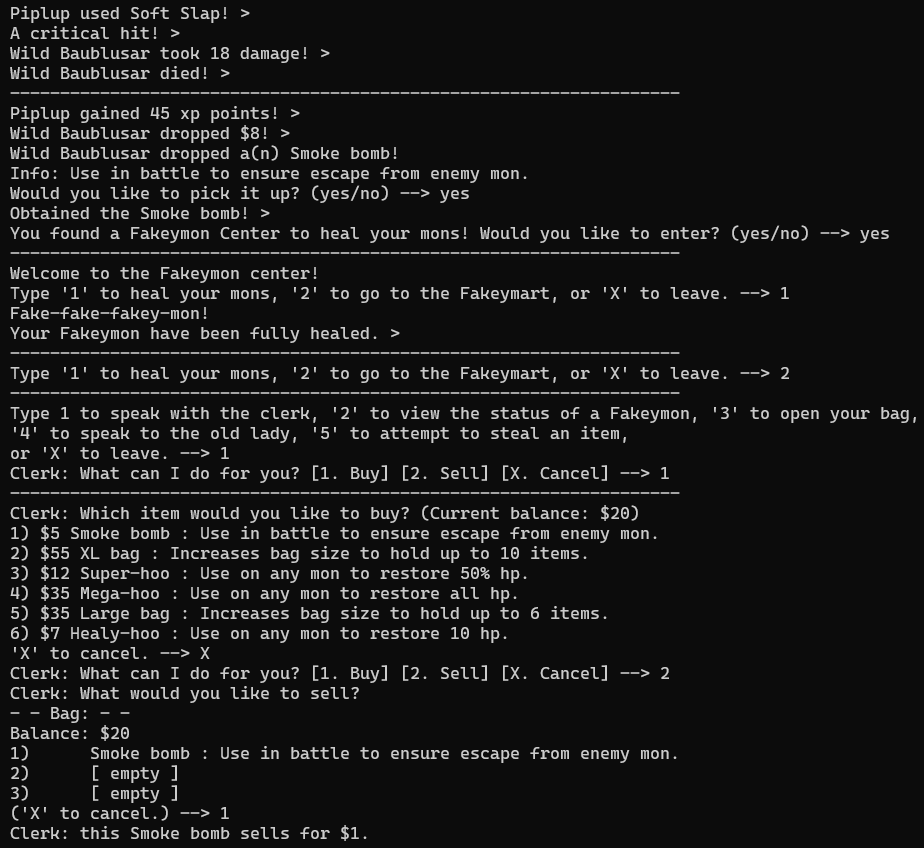 Piplup used Soft Slap! >
A critical hit! >
Wild Baublusar took 18 damage! >
Wild Baublusar died! >
-------------------------------------------------------------------
Piplup gained 45 xp points! >
Wild Baublusar dropped $8! >
Wild Baublusar dropped a(n) Smoke bomb!
Info: Use in battle to ensure escape from enemy mon.
Would you like to pick it up? (yes/no) --> yes
Obtained the Smoke bomb! >
You found a Fakeymon Center to heal your mons! Would you like to enter? (yes/no) --> yes
-------------------------------------------------------------------
Welcome to the Fakeymon center!
Type '1' to heal your mons, '2' to go to the Fakeymart, or 'X' to leave. --> 1
Fake-fake-fakey-mon!
Your Fakeymon have been fully healed. >
-------------------------------------------------------------------
Type '1' to heal your mons, '2' to go to the Fakeymart, or 'X' to leave. --> 2
-------------------------------------------------------------------
Type 1 to speak with the clerk, '2' to view the status of a Fakeymon, '3' to open your bag,
'4' to speak to the old lady, '5' to attempt to steal an item,
or 'X' to leave. --> 1
Clerk: What can I do for you? [1. Buy] [2. Sell] [X. Cancel] --> 1
-------------------------------------------------------------------
Clerk: Which item would you like to buy? (Current balance: $20)
1) $5 Smoke bomb : Use in battle to ensure escape from enemy mon.
2) $55 XL bag : Increases bag size to hold up to 10 items.
3) $12 Super-hoo : Use on any mon to restore 50% hp.
4) $35 Mega-hoo : Use on any mon to restore all hp.
5) $35 Large bag : Increases bag size to hold up to 6 items.
6) $7 Healy-hoo : Use on any mon to restore 10 hp.
'X' to cancel. --> X
Clerk: What can I do for you? [1. Buy] [2. Sell] [X. Cancel] --> 2
Clerk: What would you like to sell?
- - Bag: - -
Balance: $20
1)      Smoke bomb : Use in battle to ensure escape from enemy mon.
2)      [ empty ]
3)      [ empty ]
('X' to cancel.) --> 1
Clerk: this Smoke bomb sells for $1.